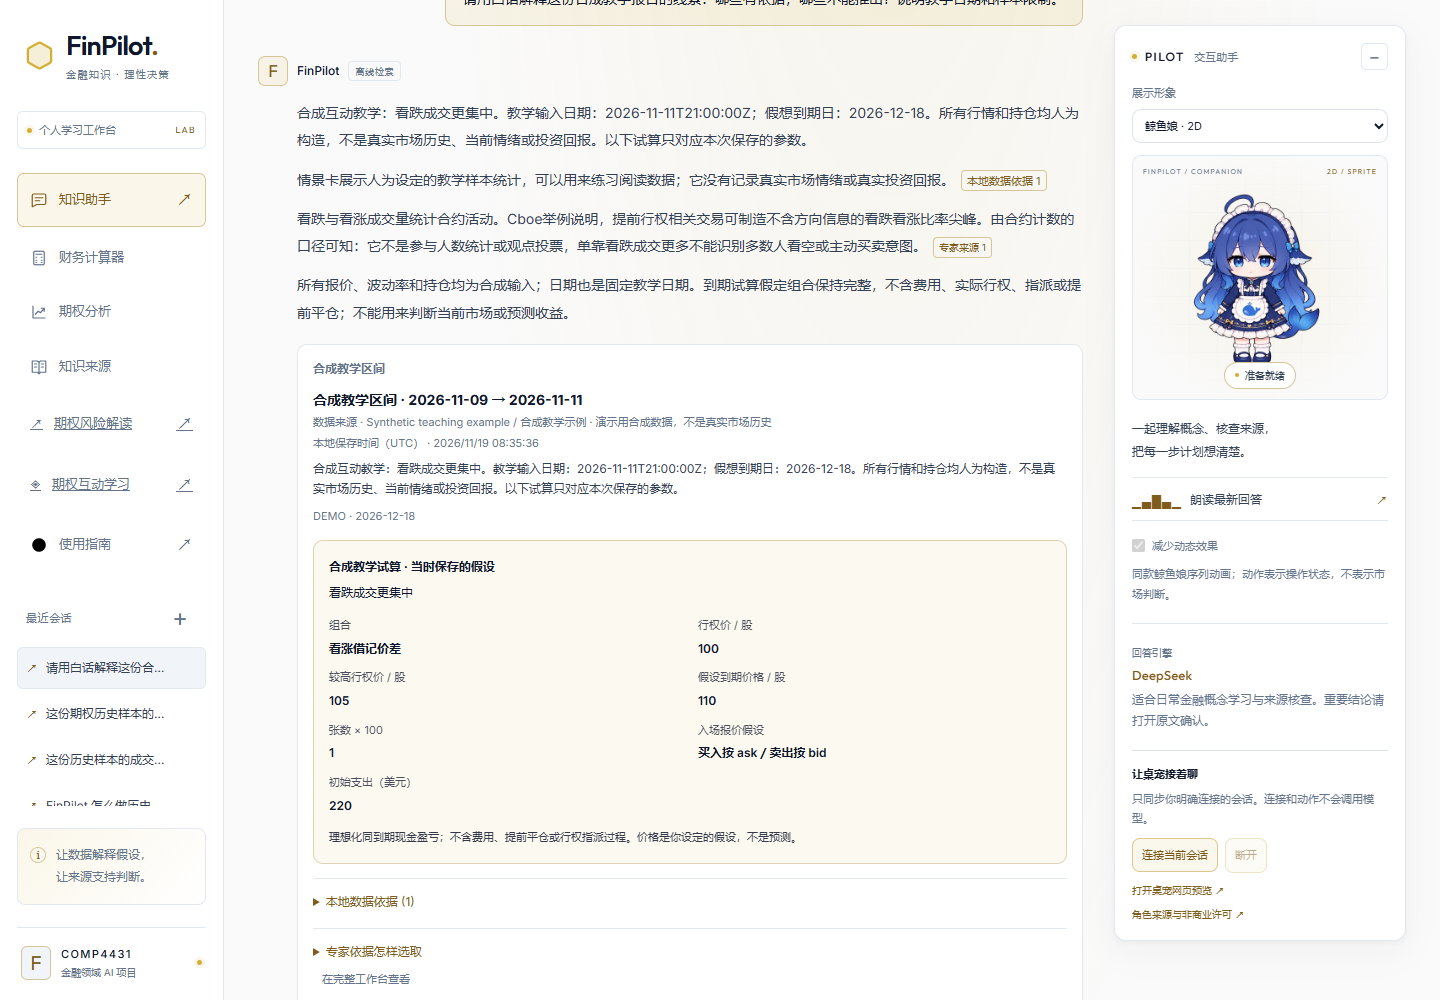 FinPilot.
金融知识 · 理性决策
个人学习工作台 LAB
知识助手
财务计算器
期权分析
知识来源
期权风险解读
期权互动学习
使用指南
最近会话 +
请用白话解释这份合...
这份期权历史样本的...
这份历史样本的成交...
让数据解释假设，
让来源支持判断。
F COMP4431
金融领域 AI 项目
请用白话解释这份合成教学报告的线索：哪些有依据，哪些不能推出？说明教学日期和样本限制。
F FinPilot 离线检索
合成互动教学：看跌成交更集中。教学输入日期：2026-11-11T21:00:00Z；假想到期日：2026-12-18。所有行情和持仓均人为
构造，不是真实市场历史、当前情绪或投资回报。以下试算只对应本次保存的参数。
情景卡展示人为设定的教学样本统计，可以用来练习阅读数据；它没有记录真实市场情绪或真实投资回报。 本地数据依据 1
看跌与看涨成交量统计合约活动。Cboe举例说明，提前行权相关交易可制造不含方向信息的看跌看涨比率尖峰。由合约计数的
口径可知：它不是参与人数统计或观点投票，单靠看跌成交更多不能识别多数人看空或主动买卖意图。 专家来源 1
所有报价、波动率和持仓均为合成输入；日期也是固定教学日期。到期试算假定组合保持完整，不含费用、实际行权、指派或提
前平仓；不能用来判断当前市场或预测收益。
合成教学区间
合成教学区间 · 2026-11-09 → 2026-11-11
数据来源 · Synthetic teaching example / 合成教学示例 · 演示用合成数据，不是真实市场历史
本地保存时间（UTC） · 2026/11/19 08:35:36
合成互动教学：看跌成交更集中。教学输入日期：2026-11-11T21:00:00Z；假想到期日：2026-12-18。所有行情和持仓均人为构造，不是真
实市场历史、当前情绪或投资回报。以下试算只对应本次保存的参数。
DEMO · 2026-12-18
合成教学试算 · 当时保存的假设
看跌成交更集中
组合
看涨借记价差
行权价 / 股
100
较高行权价 / 股
105
假设到期价格 / 股
110
张数 × 100
1
入场报价假设
买入按 ask / 卖出按 bid
初始支出（美元）
220
理想化同到期现金盈亏；不含费用、提前平仓或行权指派过程。价格是你设定的假设，不是预测。
▶ 本地数据依据 (1)
▶ 专家依据怎样选取
在完整工作台查看
PILOT 交互助手 −
展示形象
鲸鱼娘 · 2D
FINPILOT / COMPANION 2D / SPRITE
准备就绪
一起理解概念、核查来源，
把每一步计划想清楚。
朗读最新回答
减少动态效果
同款鲸鱼娘序列动画；动作表示操作状态，不表示市
场判断。
回答引擎
DeepSeek
适合日常金融概念学习与来源核查。重要结论请
打开原文确认。
让桌宠接着聊
只同步你明确连接的会话。连接和动作不会调用模
型。
连接当前会话 断开
打开桌宠网页预览 ↗
角色来源与非商业许可 ↗